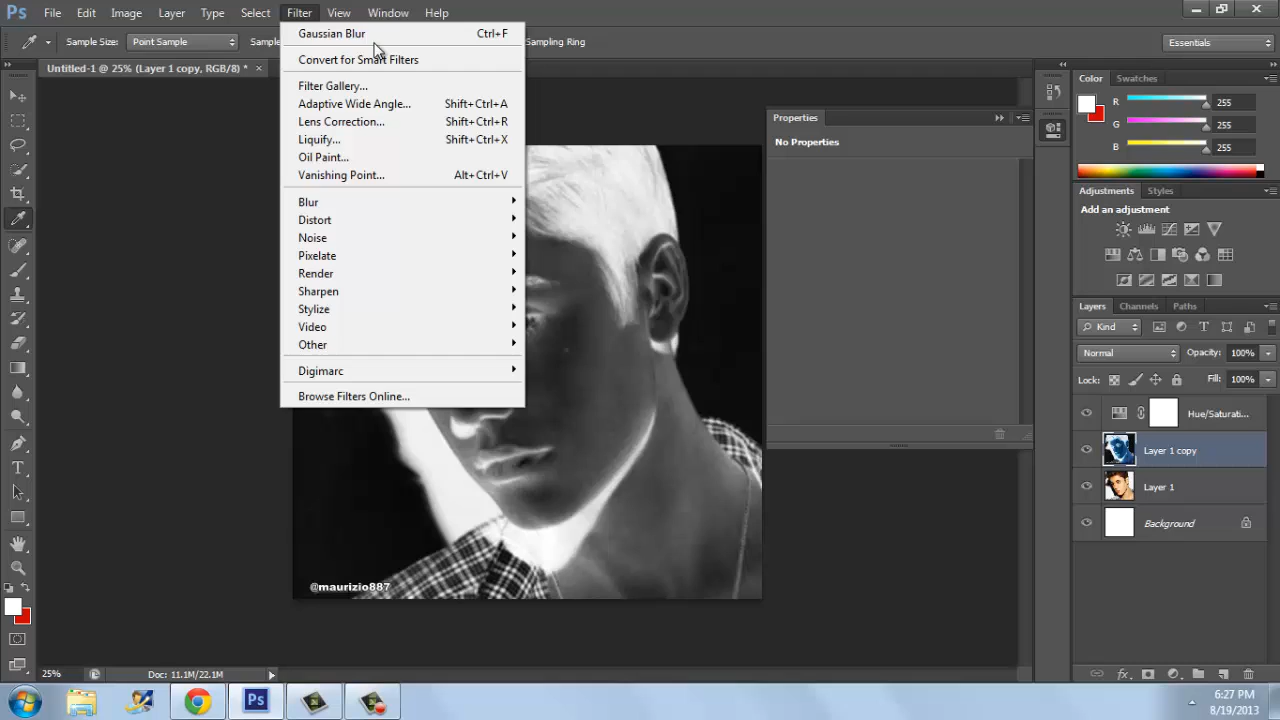 Ps File Edit Image Layer Type Select Filter View Window Help
Sample Size: Point Sample Sample Sampling Ring Essentials
Untitled-1 @ 25% (Layer 1 copy, RGB/8) * ×
Gaussian Blur Ctrl+F
Convert for Smart Filters
Filter Gallery...
Adaptive Wide Angle... Shift+Ctrl+A
Lens Correction... Shift+Ctrl+R
Liquify... Shift+Ctrl+X
Oil Paint...
Vanishing Point... Alt+Ctrl+V
Blur
Distort
Noise
Pixelate
Render
Sharpen
Stylize
Video
Other
Digimarc
Browse Filters Online...
Properties
No Properties
Color Swatches
R 255
G 255
B 255
Adjustments Styles
Add an adjustment
Layers Channels Paths
Kind
Normal Opacity: 100%
Lock: Fill: 100%
Hue/Saturati...
Layer 1 copy
Layer 1
Background
@maurizio887
25% Doc: 11.1M/22.1M
Ps
6:27 PM
8/19/2013